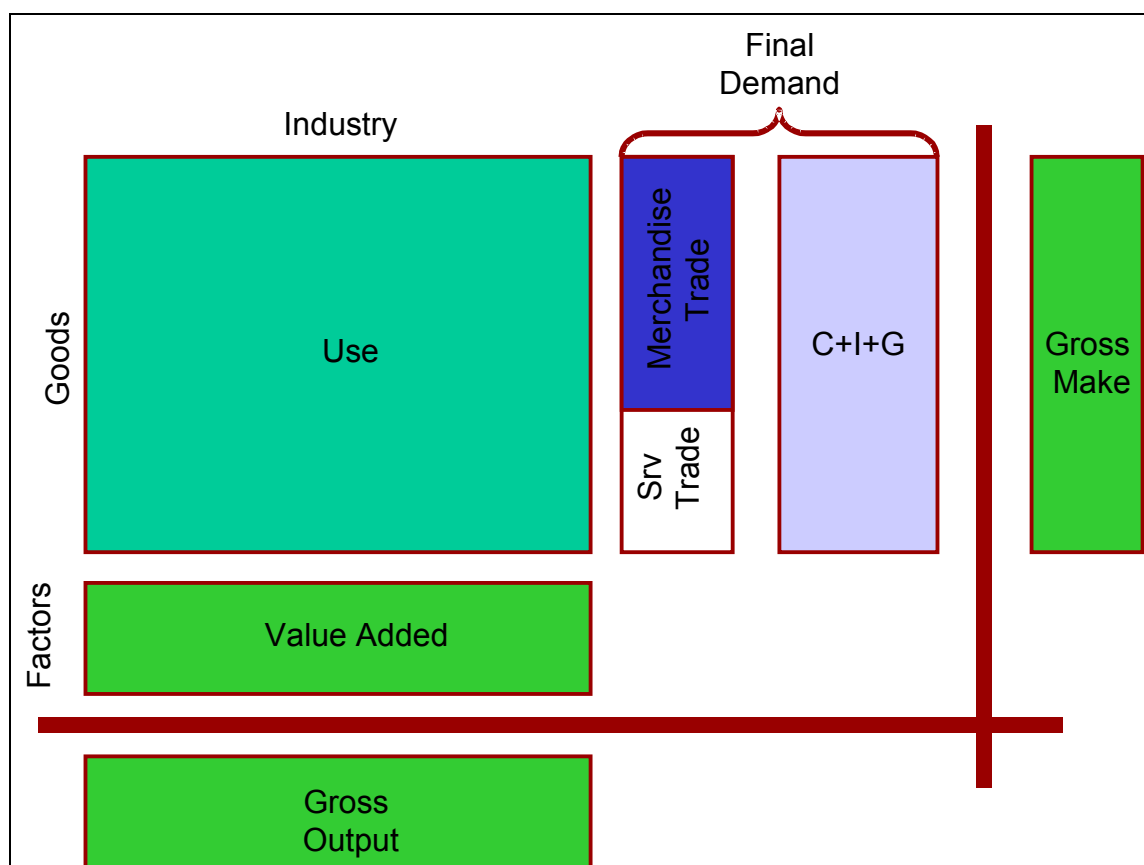 Final
Demand
Industry
Goods
Use
Merchandise
Trade
Srv
Trade
C+I+G
Gross
Make
Factors
Value Added
Gross
Output